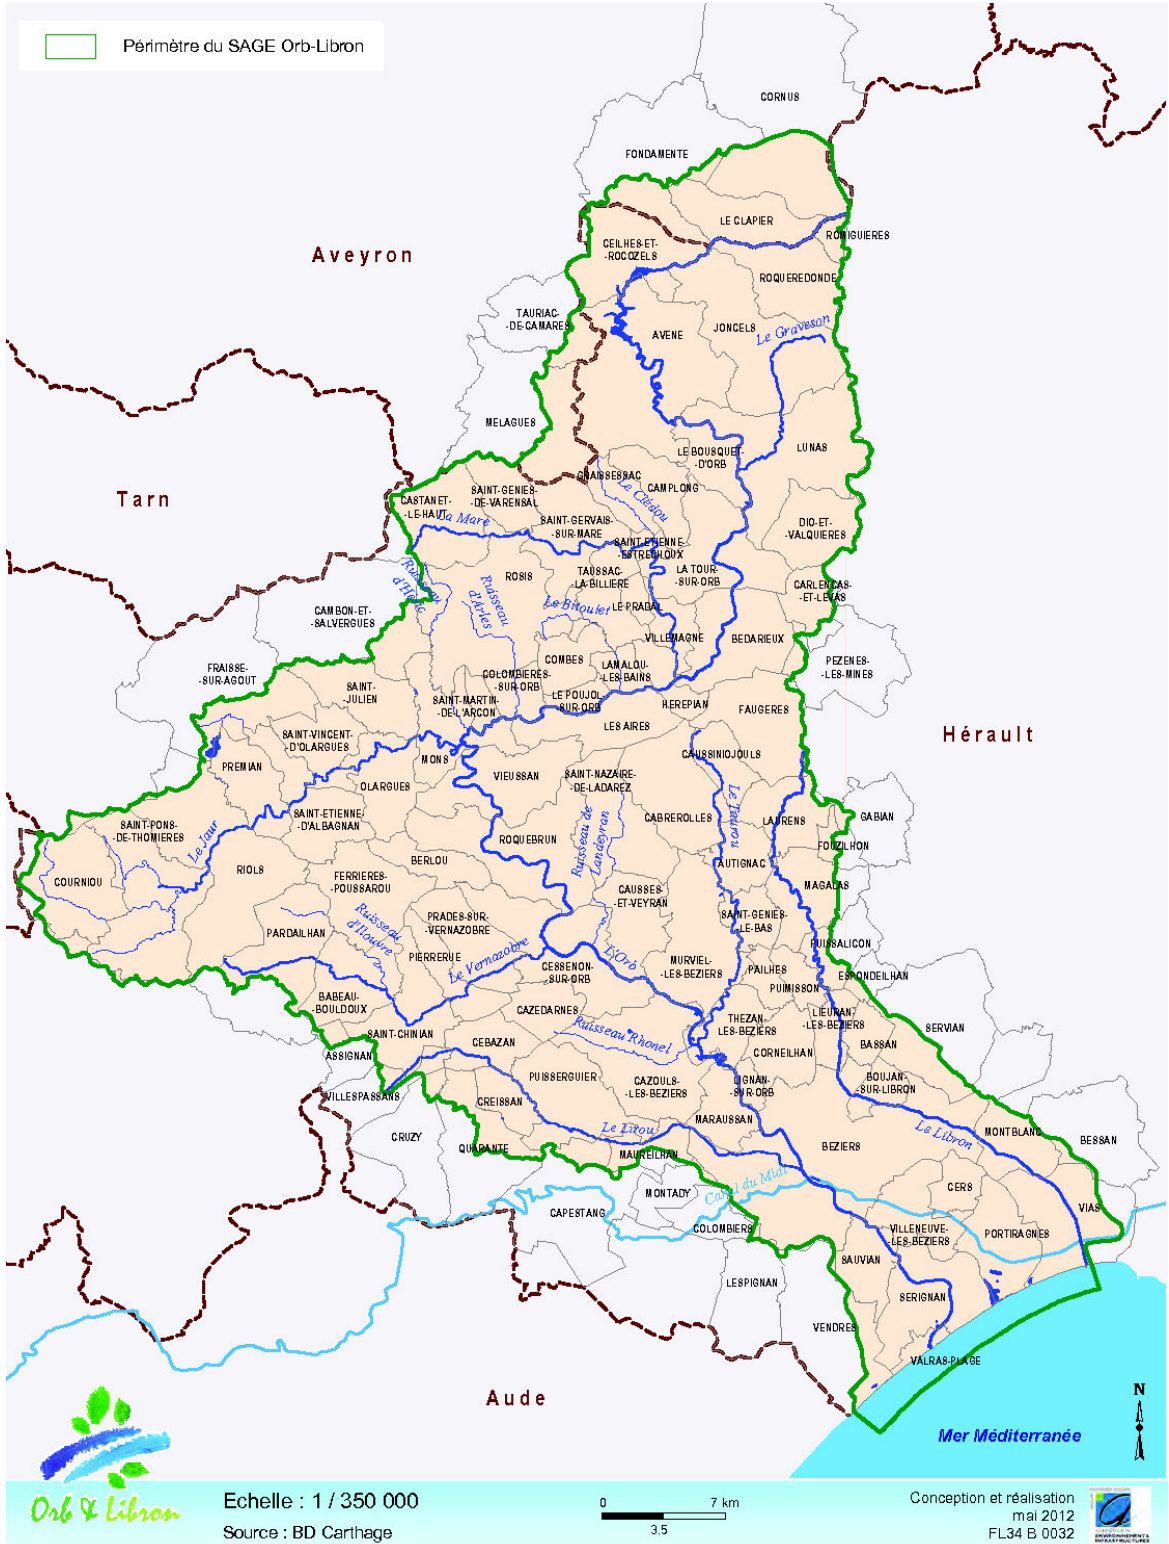 Périmètre du SAGE Orb-Libron
CORNUS
FONDAMENTE
LE CLAPIER
ROMIGUIERES
CEILHES-ET-
-ROCOZELS
Aveyron
ROQUEREDONDE
TAURIAC-
-DE-CAMARES
AVENE
JONCELS
Le Graveson
MELAGUES
LUNAS
LE BOUSQUET-
-D'ORB
GRAISSESSAC
CAMPLONG
Le Clédou
Tarn
CASTANET-
-LE-HAUT
SAINT-GENIES-
-DE-VARENSAL
La Mare
SAINT-GERVAIS-
-SUR-MARE
DIO-ET-
-VALQUIERES
SAINT-ETIENNE-
-ESTRECHOUX
ROSIS
TAUSSAC-
-LA-BILLIERE
LA TOUR-
-SUR-ORB
CARLENCAS-
-ET-LEVAS
Ruisseau
d'Héric
Ruisseau
d'Arles
Le Bitoulet
LE PRADAL
CAMBON-ET-
-SALVERGUES
VILLEMAGNE
BEDARIEUX
FRAISSE-
-SUR-AGOUT
COMBES
LAMALOU-
-LES-BAINS
PEZENES-
-LES-MINES
SAINT-
-JULIEN
COLOMBIERES-
-SUR-ORB
SAINT-MARTIN-
-DE-L'ARCON
LE POUJOL-
-SUR-ORB
HEREPIAN
FAUGERES
LES AIRES
Hérault
SAINT-VINCENT-
-D'OLARGUES
PREMIAN
MONS
CAUSSINIOJOULS
VIEUSSAN
SAINT-NAZAIRE-
-DE-LADAREZ
OLARGUES
SAINT-ETIENNE-
-D'ALBAGNAN
CABREROLLES
Le Taurou
LAURENS
GABIAN
SAINT-PONS-
-DE-THOMIERES
Le Jaur
ROQUEBRUN
Ruisseau de
Landeyran
FOUZILHON
BERLOU
RIOLS
AUTIGNAC
COURNIOU
FERRIERES-
-POUSSAROU
MAGALAS
CAUSSES-
-ET-VEYRAN
Ruisseau
d'Ilouvre
PRADES-SUR-
-VERNAZOBRE
SAINT-GENIES-
-LE-BAS
PARDAILHAN
PUISSALICON
PIERRERUE
Le Vernazobre
L'Orb
MURVIEL-
-LES-BEZIERS
PAILHES
ESPONDEILHAN
CESSENON-
-SUR-ORB
PUIMISSON
BABEAU-
-BOULDOUX
CAZEDARNES
THEZAN-
-LES-BEZIERS
LIEURAN-
-LES-BEZIERS
SERVIAN
SAINT-CHINIAN
CEBAZAN
Ruisseau Rhonel
BASSAN
ASSIGNAN
CORNEILHAN
PUISSERGUIER
CAZOULS-
-LES-BEZIERS
LIGNAN-
-SUR-ORB
BOUJAN-
-SUR-LIBRON
VILLESPASSANS
CREISSAN
MARAUSSAN
Le Lirou
Le Libron
MONTBLANC
BESSAN
CRUZY
QUARANTE
MAUREILHAN
BEZIERS
MONTADY
Canal du Midi
CERS
VIAS
CAPESTANG
COLOMBIERS
VILLENEUVE-
-LES-BEZIERS
PORTIRAGNES
SAUVIAN
LESPIGNAN
SERIGNAN
VENDRES
VALRAS-PLAGE
Aude
N
Mer Méditerranée
Orb & Libron
Echelle : 1 / 350 000
Source : BD Carthage
0
7 km
3.5
Conception et réalisation
mai 2012
FL34 B 0032